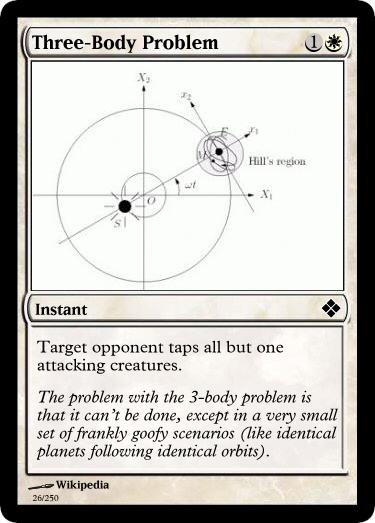 Three-Body Problem 1
X₂
x₂
E
x₁
M
Hill's region
ωt
X₁
O
S
Instant
Target opponent taps all but one
attacking creatures.
The problem with the 3-body problem is
that it can't be done, except in a very small
set of frankly goofy scenarios (like identical
planets following identical orbits).
Wikipedia
26/250